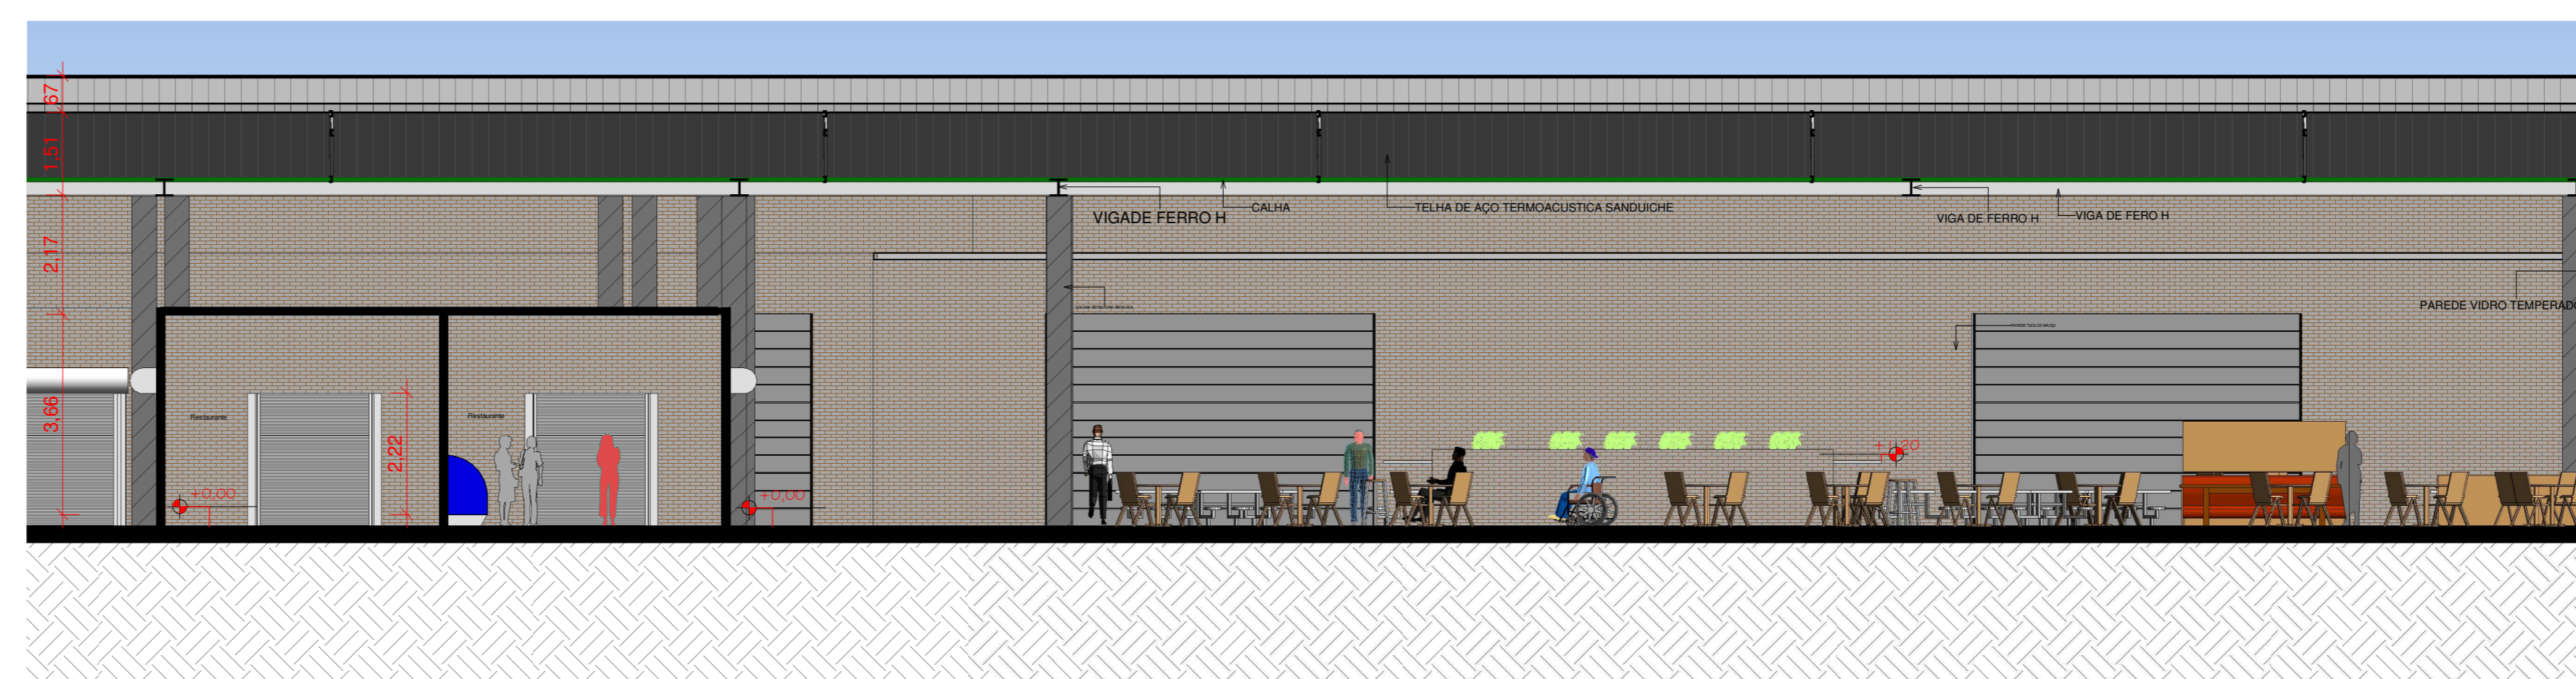 67
1,51
2,17
3,66
VIGADE FERRO H
CALHA
TELHA DE AÇO TERMOACUSTICA SANDUICHE
VIGA DE FERRO H
VIGA DE FERO H
PAREDE VIDRO TEMPERADO
Restaurante
Restaurante
2,22
+0,00
+0,00